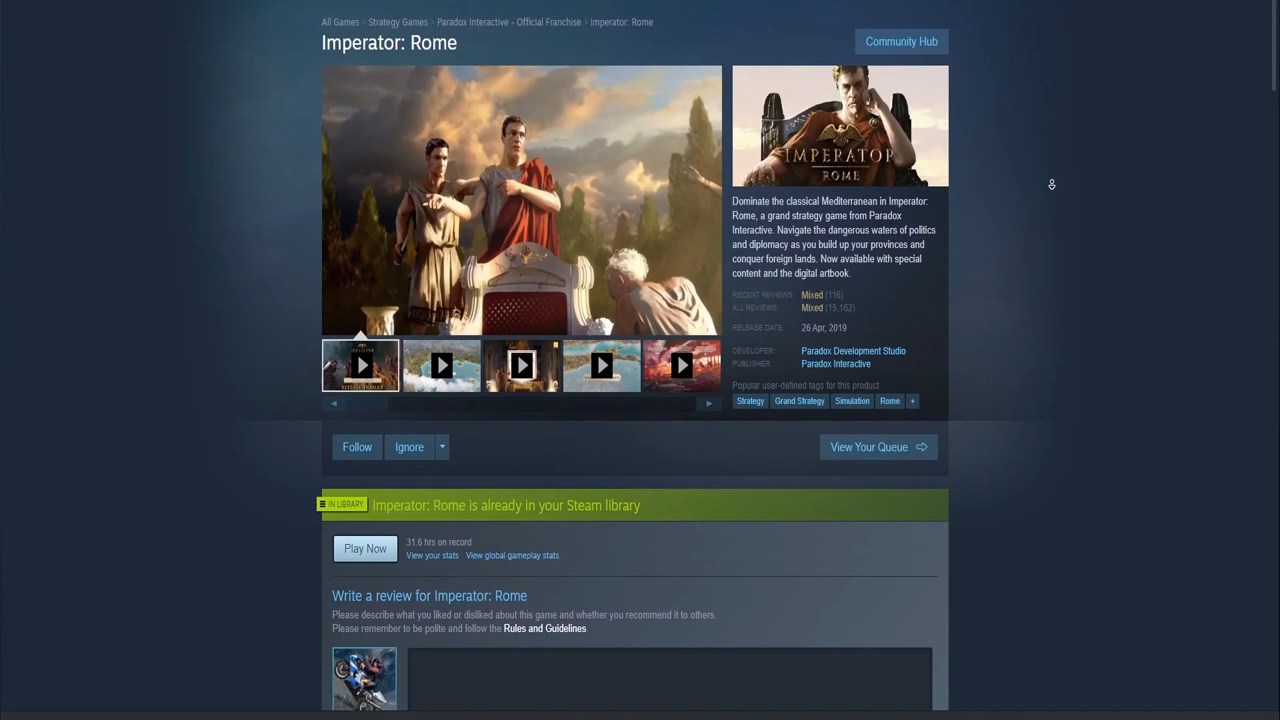 All Games > Strategy Games > Paradox Interactive - Official Franchise > Imperator: Rome
Imperator: Rome
Community Hub
IMPERATOR
ROME
Dominate the classical Mediterranean in Imperator:
Rome, a grand strategy game from Paradox
Interactive. Navigate the dangerous waters of politics
and diplomacy as you build up your provinces and
conquer foreign lands. Now available with special
content and the digital artbook.
RECENT REVIEWS: Mixed (116)
ALL REVIEWS: Mixed (15,162)
RELEASE DATE: 26 Apr, 2019
DEVELOPER: Paradox Development Studio
PUBLISHER: Paradox Interactive
Popular user-defined tags for this product:
Strategy Grand Strategy Simulation Rome +
RELEASE TRAILER
Follow Ignore View Your Queue
IN LIBRARY Imperator: Rome is already in your Steam library
Play Now
31.6 hrs on record
View your stats View global gameplay stats
Write a review for Imperator: Rome
Please describe what you liked or disliked about this game and whether you recommend it to others.
Please remember to be polite and follow the Rules and Guidelines.